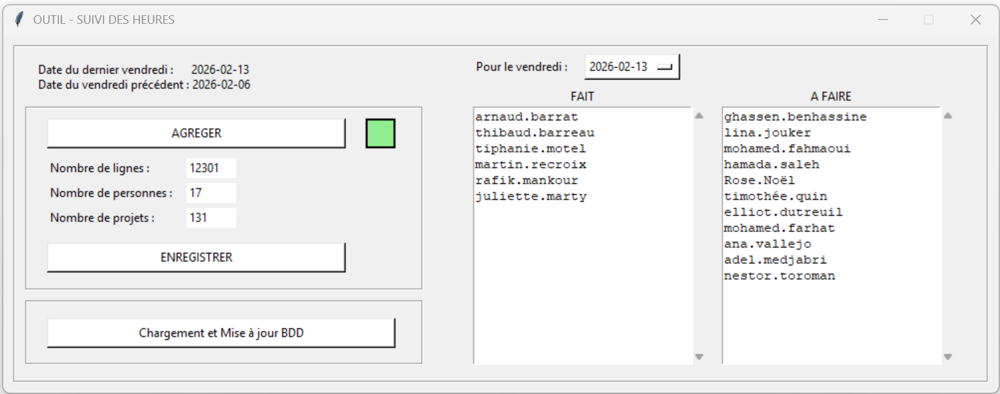 OUTIL - SUIVI DES HEURES
Date du dernier vendredi : 2026-02-13
Date du vendredi précédent : 2026-02-06
AGREGER
Nombre de lignes : 12301
Nombre de personnes : 17
Nombre de projets : 131
ENREGISTRER
Chargement et Mise à jour BDD
Pour le vendredi : 2026-02-13
FAIT
arnaud.barrat
thibaud.barreau
tiphanie.motel
martin.recroix
rafik.mankour
juliette.marty
A FAIRE
ghassen.benhassine
lina.jouker
mohamed.fahmaoui
hamada.saleh
Rose.Noël
timothée.quin
elliot.dutreuil
mohamed.farhat
ana.vallejo
adel.medjabri
nestor.toroman